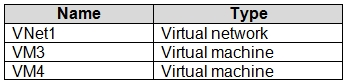 Name Type
VNet1 Virtual network
VM3 Virtual machine
VM4 Virtual machine